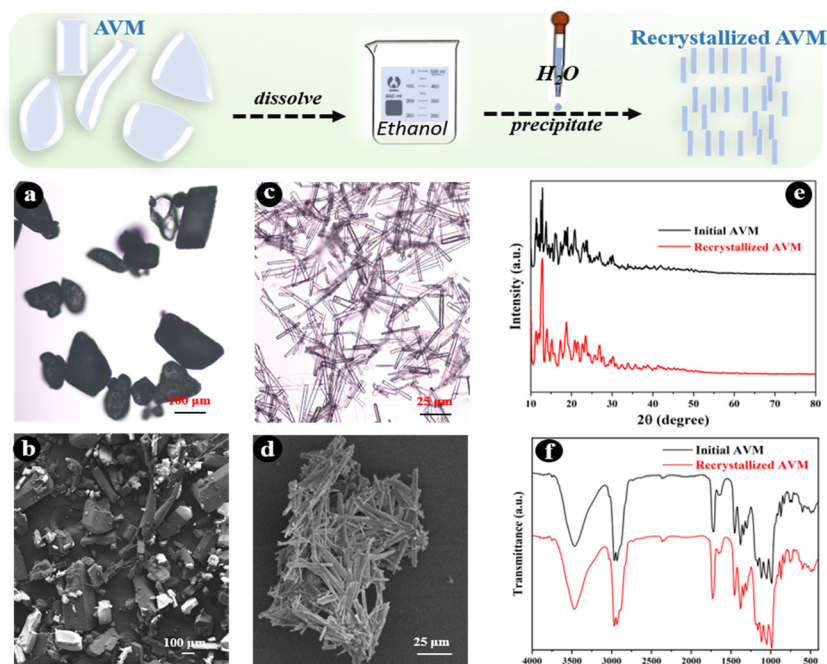 AVM
dissolve
Ethanol
H₂O
precipitate
Recrystallized AVM
a
100 μm
b
100 μm
c
25 μm
d
25 μm
e
Initial AVM
Recrystallized AVM
Intensity (a.u.)
10 20 30 40 50 60 70 80
2θ (degree)
f
Initial AVM
Recrystallized AVM
Transmittance (a.u.)
4000 3500 3000 2500 2000 1500 1000 500